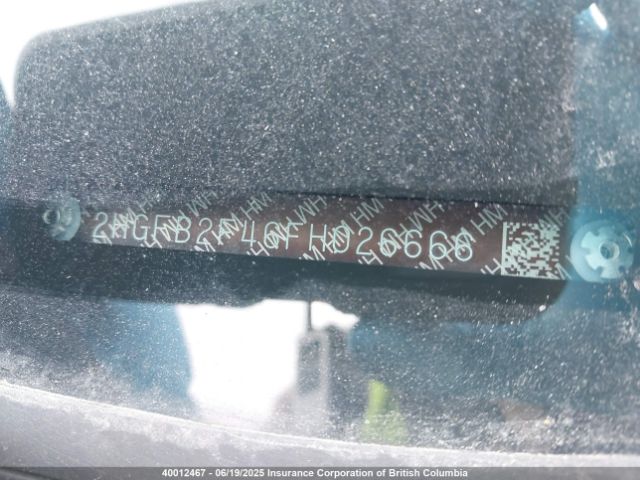 2HGFB2F46FH026666
40012467 - 06/19/2025 Insurance Corporation of British Columbia